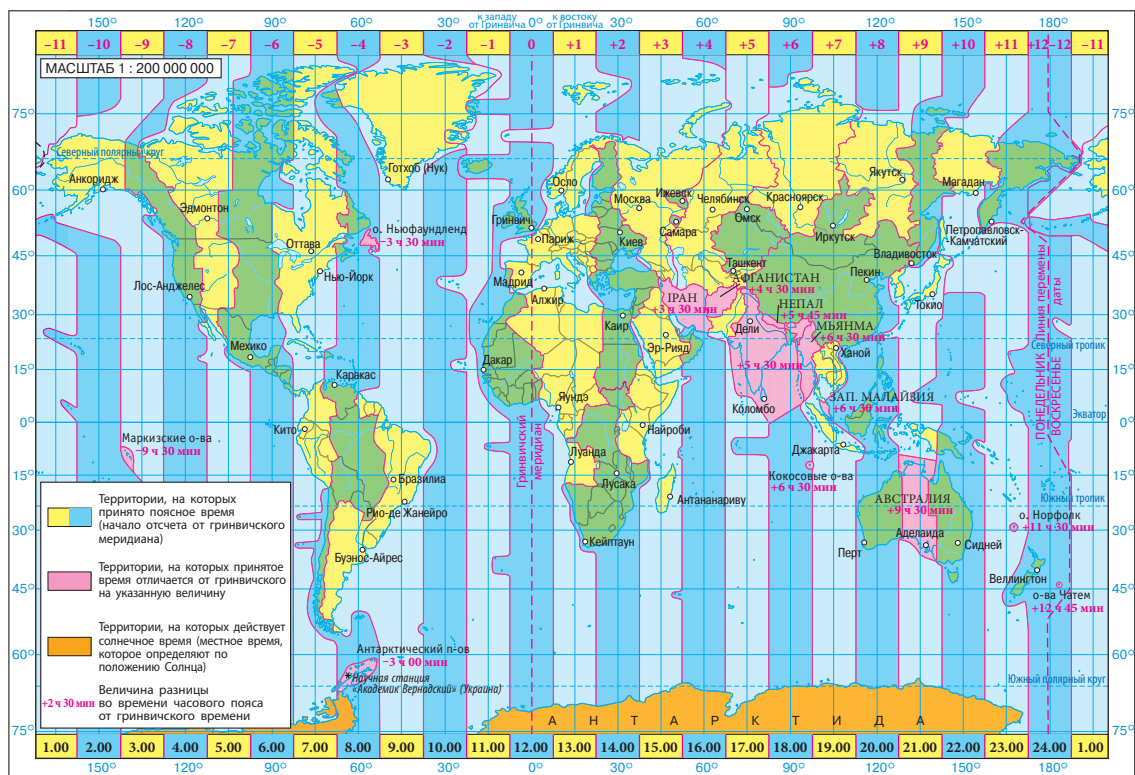 150° 120° 90° 60° 30° к западу от Гринвича 0° к востоку от Гринвича 30° 60° 90° 120° 150° 180°
−11 −10 −9 −8 −7 −6 −5 −4 −3 −2 −1 0 +1 +2 +3 +4 +5 +6 +7 +8 +9 +10 +11 +12 −12 −11
МАСШТАБ 1 : 200 000 000
75° 75°
Северный полярный круг
Анкоридж
Готхоб (Нук)
Осло
Якутск
Магадан
60° 60°
Эдмонтон
о. Ньюфаундленд
−3 ч 30 мин
Оттава
Нью-Йорк
Лос-Анджелес
Гринвич
Париж
Москва
Ижевск
Челябинск
Красноярск
Омск
Самара
Киев
Иркутск
Петропавловск-
-Камчатский
Владивосток
45° 45°
Мадрид
Алжир
Ташкент
АФГАНИСТАН
+4 ч 30 мин
Пекин
Токио
ІРАН
+3 ч 30 мин
НЕПАЛ
+5 ч 45 мин
МЬЯНМА
+6 ч 30 мин
30° 30°
Каир
Дели
Эр-Рияд
Ханой
Северный тропик
Мехико
Дакар
+5 ч 30 мин
15° 15°
Каракас
Яундэ
Коломбо
ЗАП. МАЛАЙЗИЯ
+6 ч 30 мин
Экватор
0° 0°
Кито
Найроби
Маркизские о-ва
−9 ч 30 мин
Гринвичский
меридиан
Луанда
Джакарта
ПОНЕДЕЛЬНИК
ВОСКРЕСЕНЬЕ
Линия перемены
даты
15° 15°
Бразилиа
Лусака
Антананариву
Кокосовые о-ва
+6 ч 30 мин
Рио-де Жанейро
АВСТРАЛИЯ
+9 ч 30 мин
Южный тропик
о. Норфолк
+11 ч 30 мин
30° 30°
Буэнос-Айрес
Кейптаун
Перт
Аделаида
Сидней
Веллингтон
45° 45°
о-ва Чатем
+12 ч 45 мин
60° 60°
Антарктический п-ов
−3 ч 00 мин
Научная станция
«Академик Вернадский» (Украина)
Южный полярный круг
А Н Т А Р К Т И Д А
75° 75°
Территории, на которых
принято поясное время
(начало отсчета от гринвичского
меридиана)
Территории, на которых принятое
время отличается от гринвичского
на указанную величину
Территории, на которых действует
солнечное время (местное время,
которое определяют по
положению Солнца)
+2 ч 30 мин
Величина разницы
во времени часового пояса
от гринвичского времени
1.00 2.00 3.00 4.00 5.00 6.00 7.00 8.00 9.00 10.00 11.00 12.00 13.00 14.00 15.00 16.00 17.00 18.00 19.00 20.00 21.00 22.00 23.00 24.00 1.00
150° 120° 90° 60° 30° 0° 30° 60° 90° 120° 150° 180°